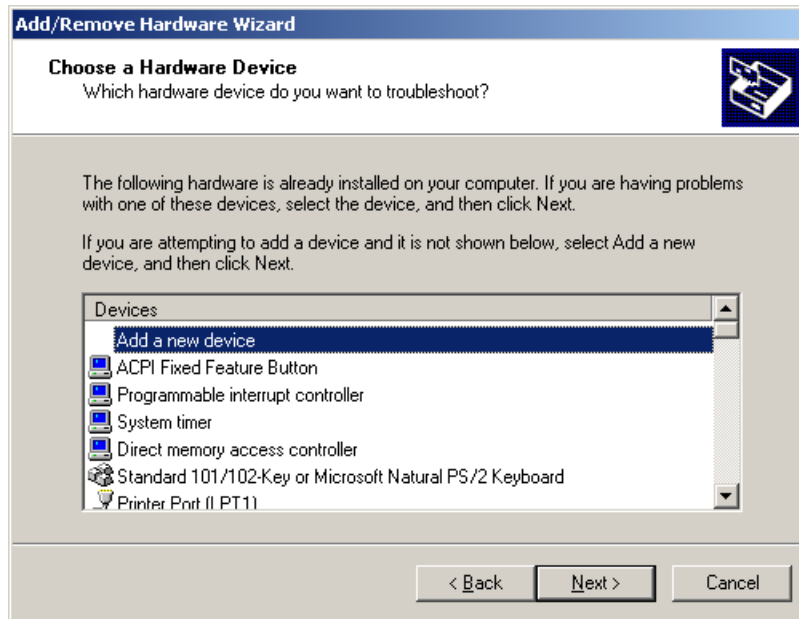 Add/Remove Hardware Wizard
Choose a Hardware Device
Which hardware device do you want to troubleshoot?
The following hardware is already installed on your computer. If you are having problems
with one of these devices, select the device, and then click Next.
If you are attempting to add a device and it is not shown below, select Add a new
device, and then click Next.
Devices
Add a new device
ACPI Fixed Feature Button
Programmable interrupt controller
System timer
Direct memory access controller
Standard 101/102-Key or Microsoft Natural PS/2 Keyboard
Printer Port (LPT1)
< Back
Next >
Cancel